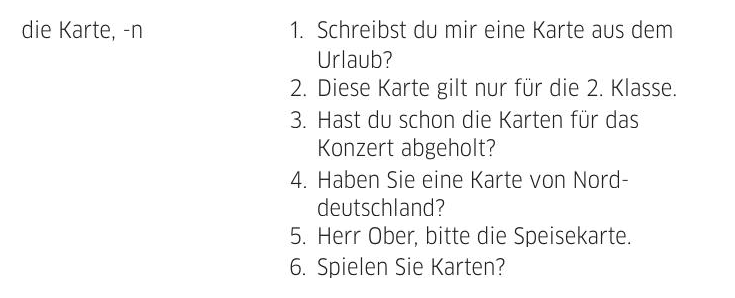 die Karte, -n
1. Schreibst du mir eine Karte aus dem
Urlaub?
2. Diese Karte gilt nur für die 2. Klasse.
3. Hast du schon die Karten für das
Konzert abgeholt?
4. Haben Sie eine Karte von Nord-
deutschland?
5. Herr Ober, bitte die Speisekarte.
6. Spielen Sie Karten?